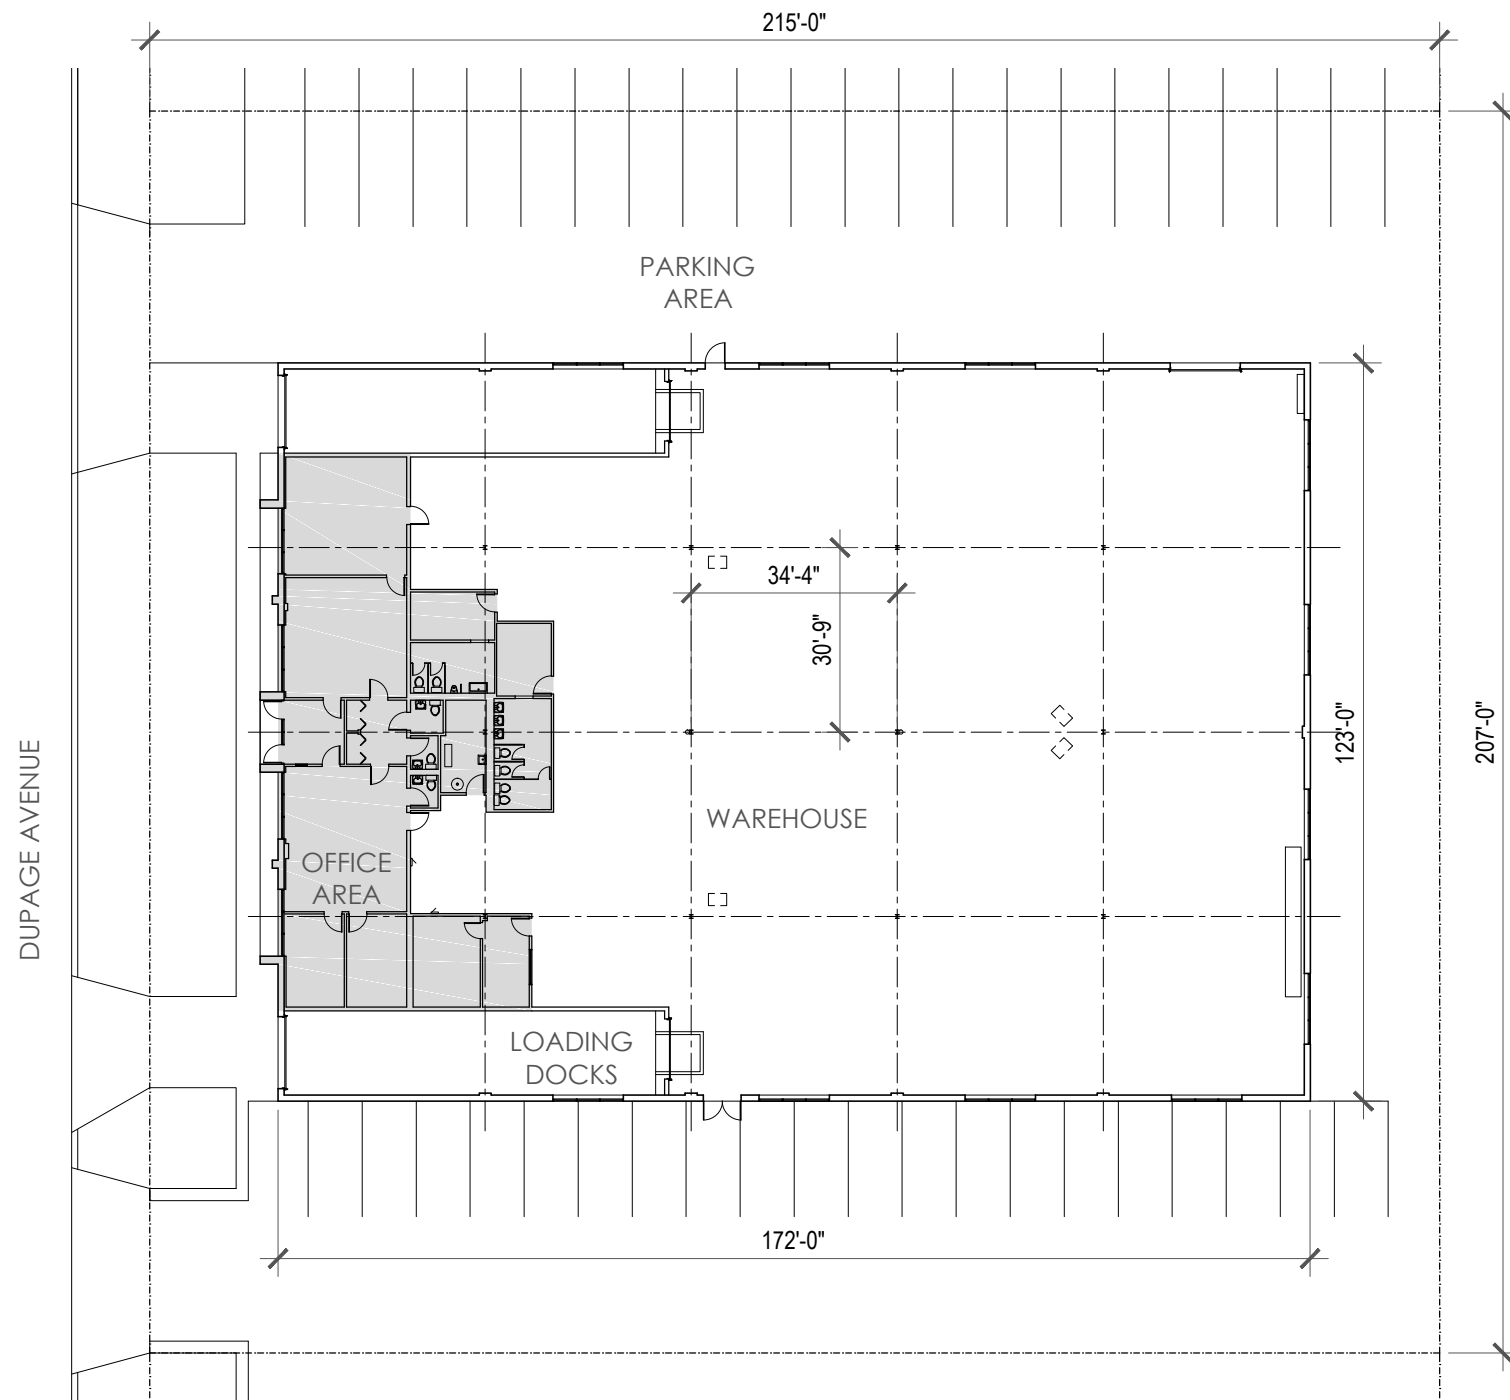 215'-0"
PARKING
AREA
34'-4"
30'-9"
123'-0"
207'-0"
DUPAGE AVENUE
WAREHOUSE
OFFICE
AREA
LOADING
DOCKS
172'-0"